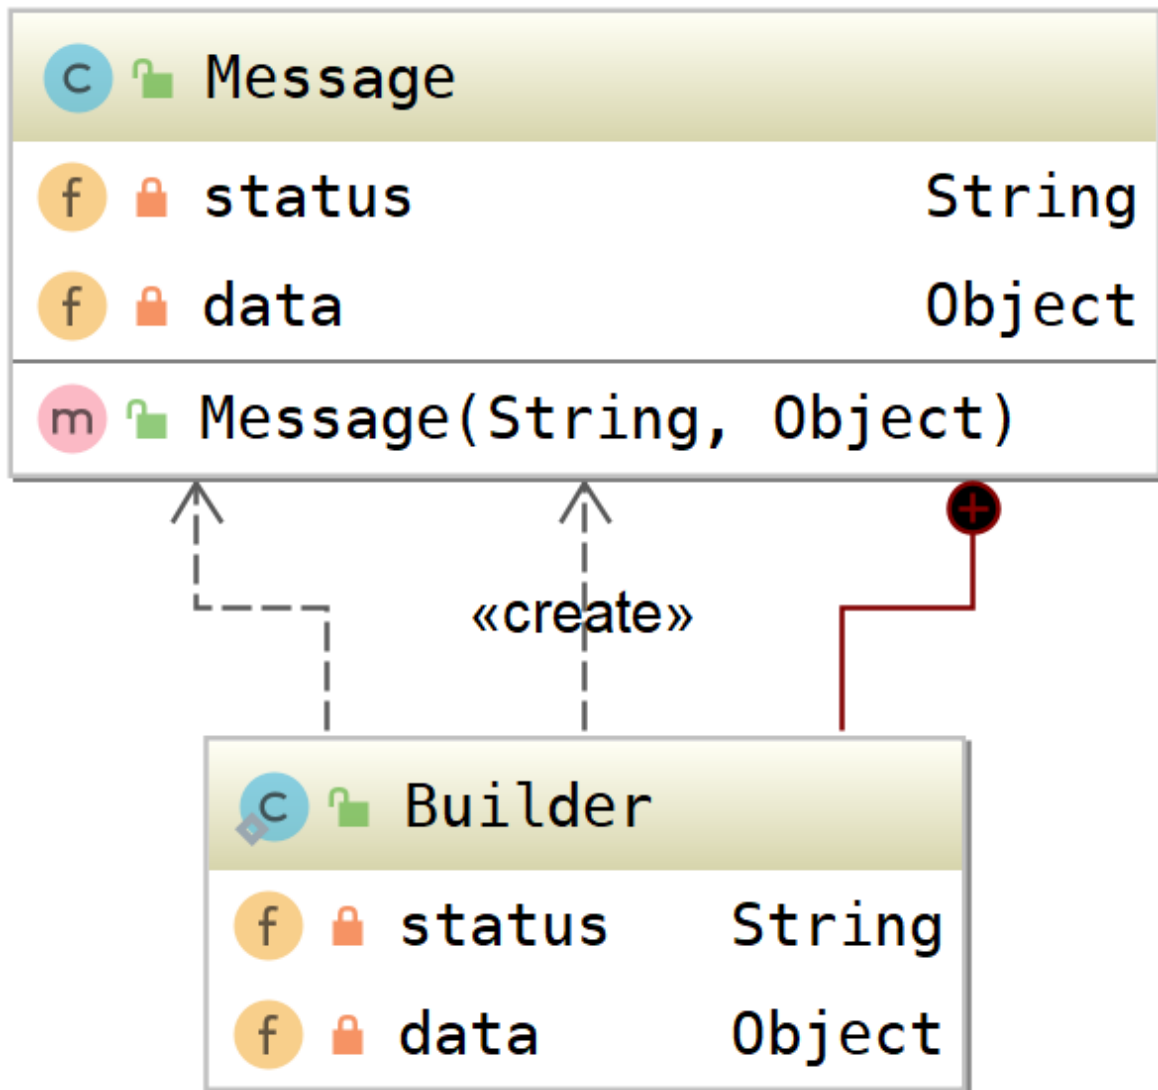 C Message
f status String
f data Object
m Message(String, Object)
«create»
C Builder
f status String
f data Object